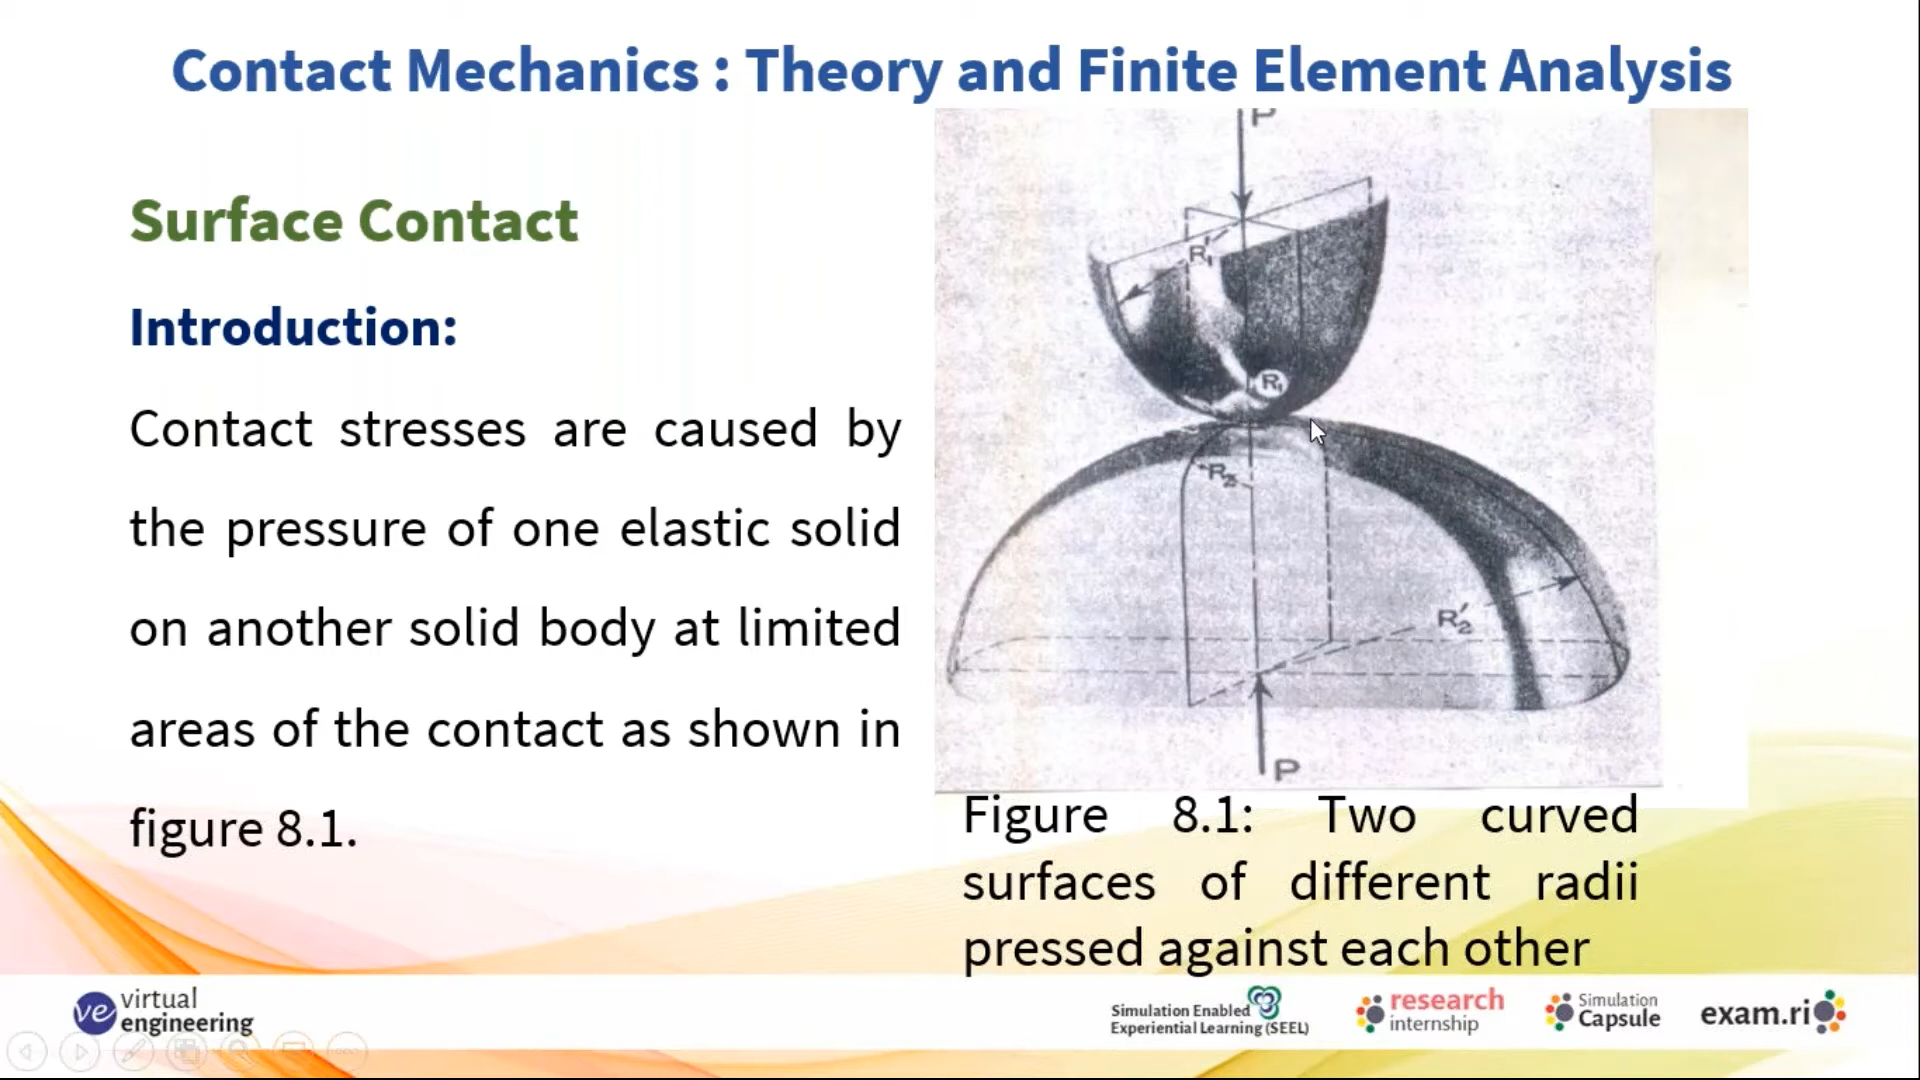 Contact Mechanics : Theory and Finite Element Analysis
Surface Contact
Introduction:
Contact stresses are caused by
the pressure of one elastic solid
on another solid body at limited
areas of the contact as shown in
figure 8.1.
P
R₁′
R₁
R₂
R₂′
P
Figure 8.1: Two curved
surfaces of different radii
pressed against each other
ve virtual
engineering
Simulation Enabled
Experiential Learning (SEEL)
research
internship
Simulation
Capsule
exam.ri